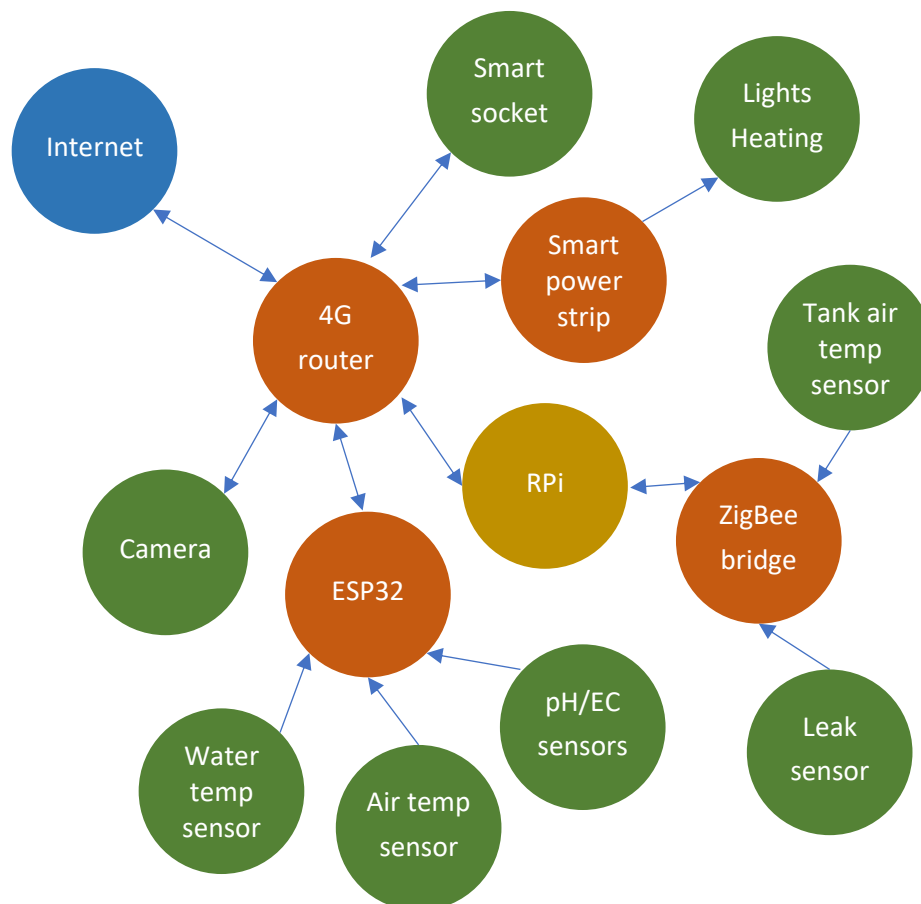 Smart
socket
Lights
Heating
Internet
Smart
power
strip
4G
router
Tank air
temp
sensor
RPi
ZigBee
bridge
Camera
ESP32
pH/EC
sensors
Leak
sensor
Water
temp
sensor
Air temp
sensor